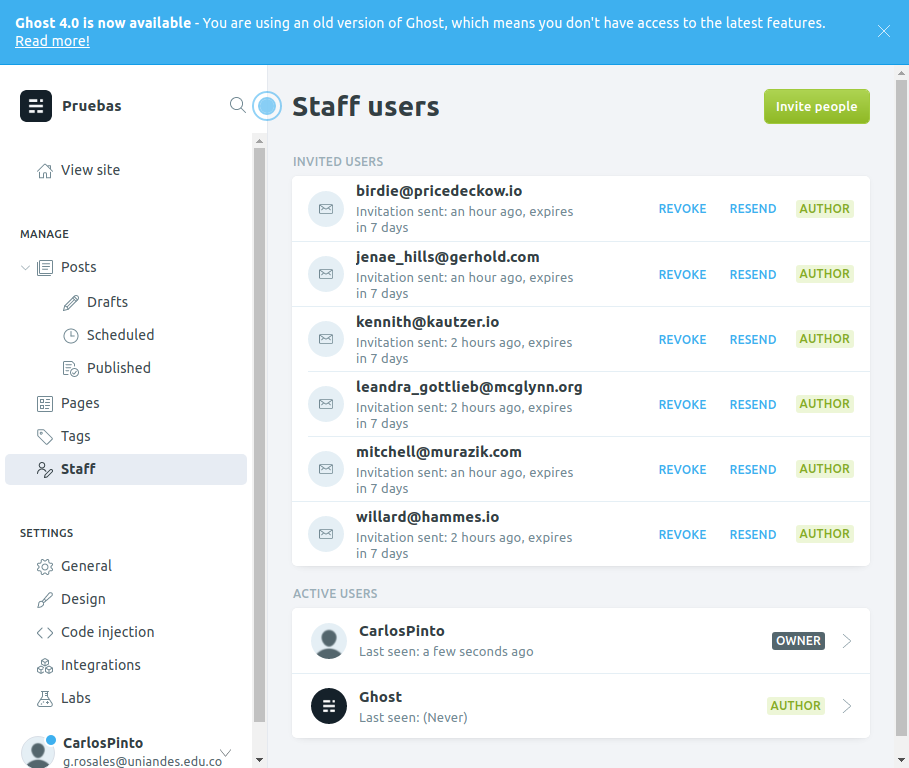 Ghost 4.0 is now available - You are using an old version of Ghost, which means you don't have access to the latest features.
Read more!
Pruebas
View site
MANAGE
Posts
Drafts
Scheduled
Published
Pages
Tags
Staff
SETTINGS
General
Design
Code injection
Integrations
Labs
CarlosPinto
g.rosales@uniandes.edu.co
Staff users
Invite people
INVITED USERS
birdie@pricedeckow.io
Invitation sent: an hour ago, expires
in 7 days
REVOKE RESEND AUTHOR
jenae_hills@gerhold.com
Invitation sent: an hour ago, expires
in 7 days
REVOKE RESEND AUTHOR
kennith@kautzer.io
Invitation sent: 2 hours ago, expires
in 7 days
REVOKE RESEND AUTHOR
leandra_gottlieb@mcglynn.org
Invitation sent: 2 hours ago, expires
in 7 days
REVOKE RESEND AUTHOR
mitchell@murazik.com
Invitation sent: an hour ago, expires
in 7 days
REVOKE RESEND AUTHOR
willard@hammes.io
Invitation sent: 2 hours ago, expires
in 7 days
REVOKE RESEND AUTHOR
ACTIVE USERS
CarlosPinto
Last seen: a few seconds ago
OWNER
Ghost
Last seen: (Never)
AUTHOR